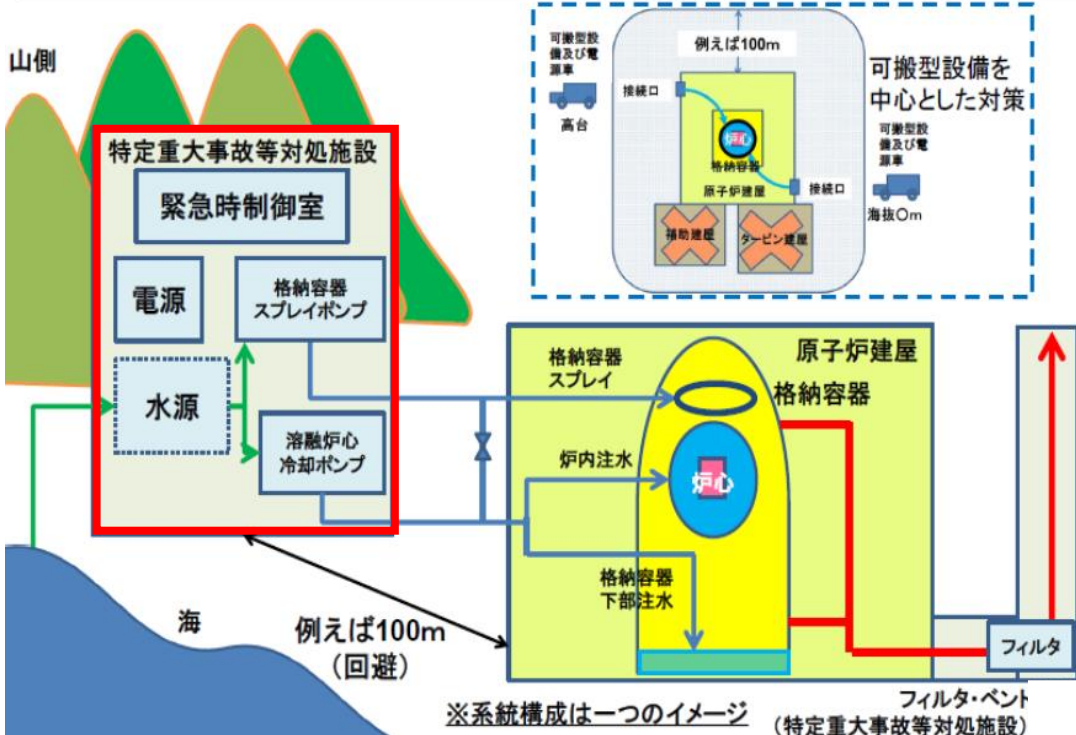 山側
特定重大事故等対処施設
緊急時制御室
電源
格納容器
スプレイポンプ
水源
溶融炉心
冷却ポンプ
海
例えば100m
（回避）
※系統構成は一つのイメージ
可搬型設
備及び電
源車
高台
例えば100m
接続口
炉心
格納容器
原子炉建屋
接続口
補助建屋
タービン建屋
可搬型設備を
中心とした対策
可搬型設
備及び電
源車
海抜〇m
原子炉建屋
格納容器
格納容器
スプレイ
炉内注水
炉心
格納容器
下部注水
フィルタ
フィルタ・ベント
（特定重大事故等対処施設）